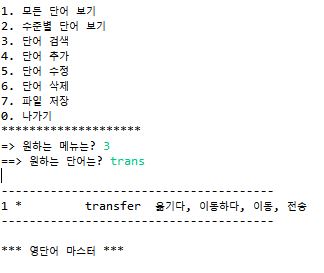 1. 모든 단어 보기
2. 수준별 단어 보기
3. 단어 검색
4. 단어 추가
5. 단어 수정
6. 단어 삭제
7. 파일 저장
0. 나가기
********************
=> 원하는 메뉴는? 3
==> 원하는 단어는? trans
---------------------------------------
1 *         transfer  옮기다, 이동하다, 이동, 전송
---------------------------------------
*** 영단어 마스터 ***